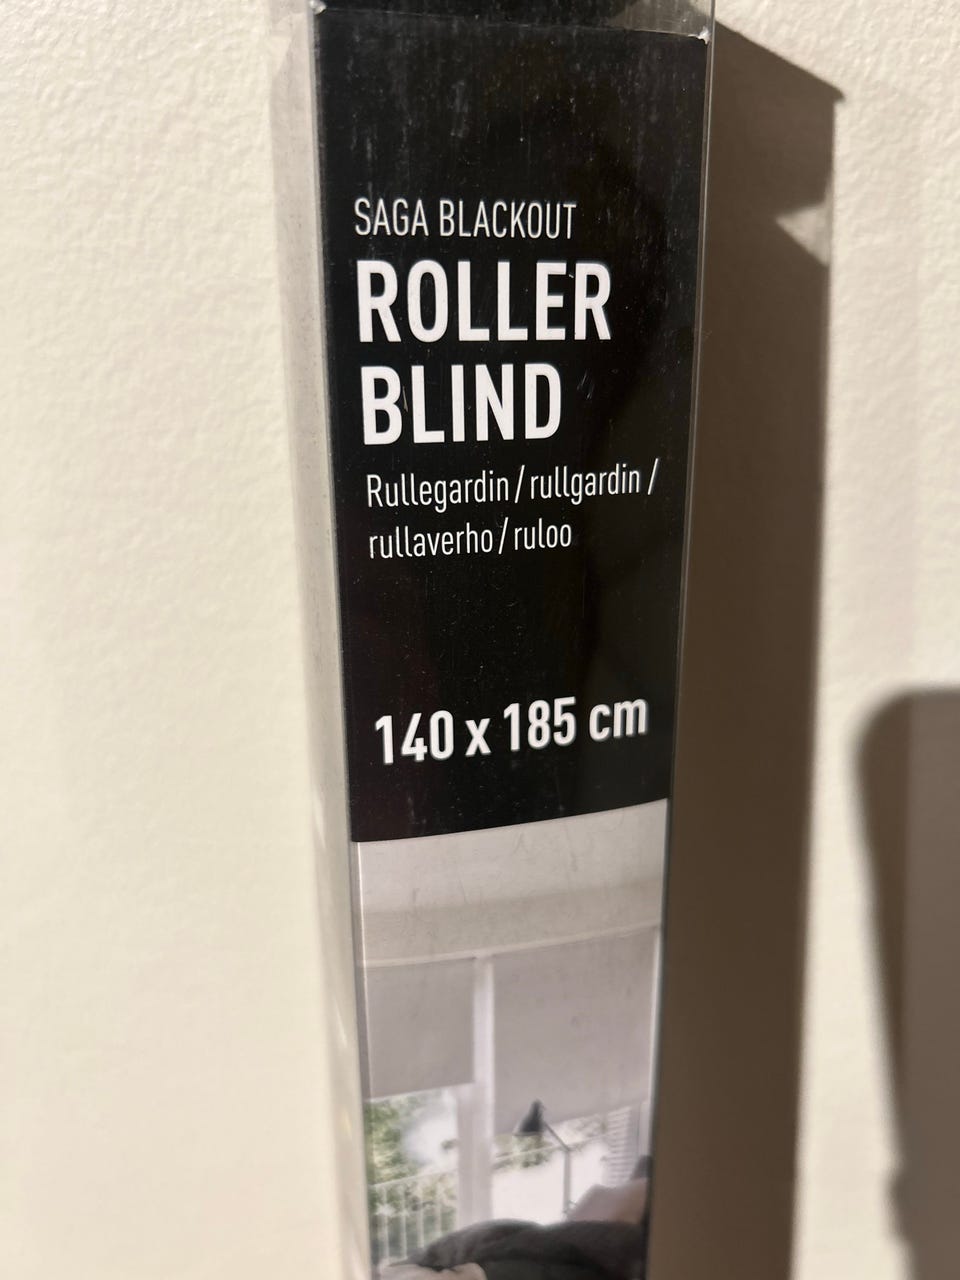 SAGA BLACKOUT
ROLLER
BLIND
Rullegardin / rullgardin /
rullaverho / ruloo
140 x 185 cm